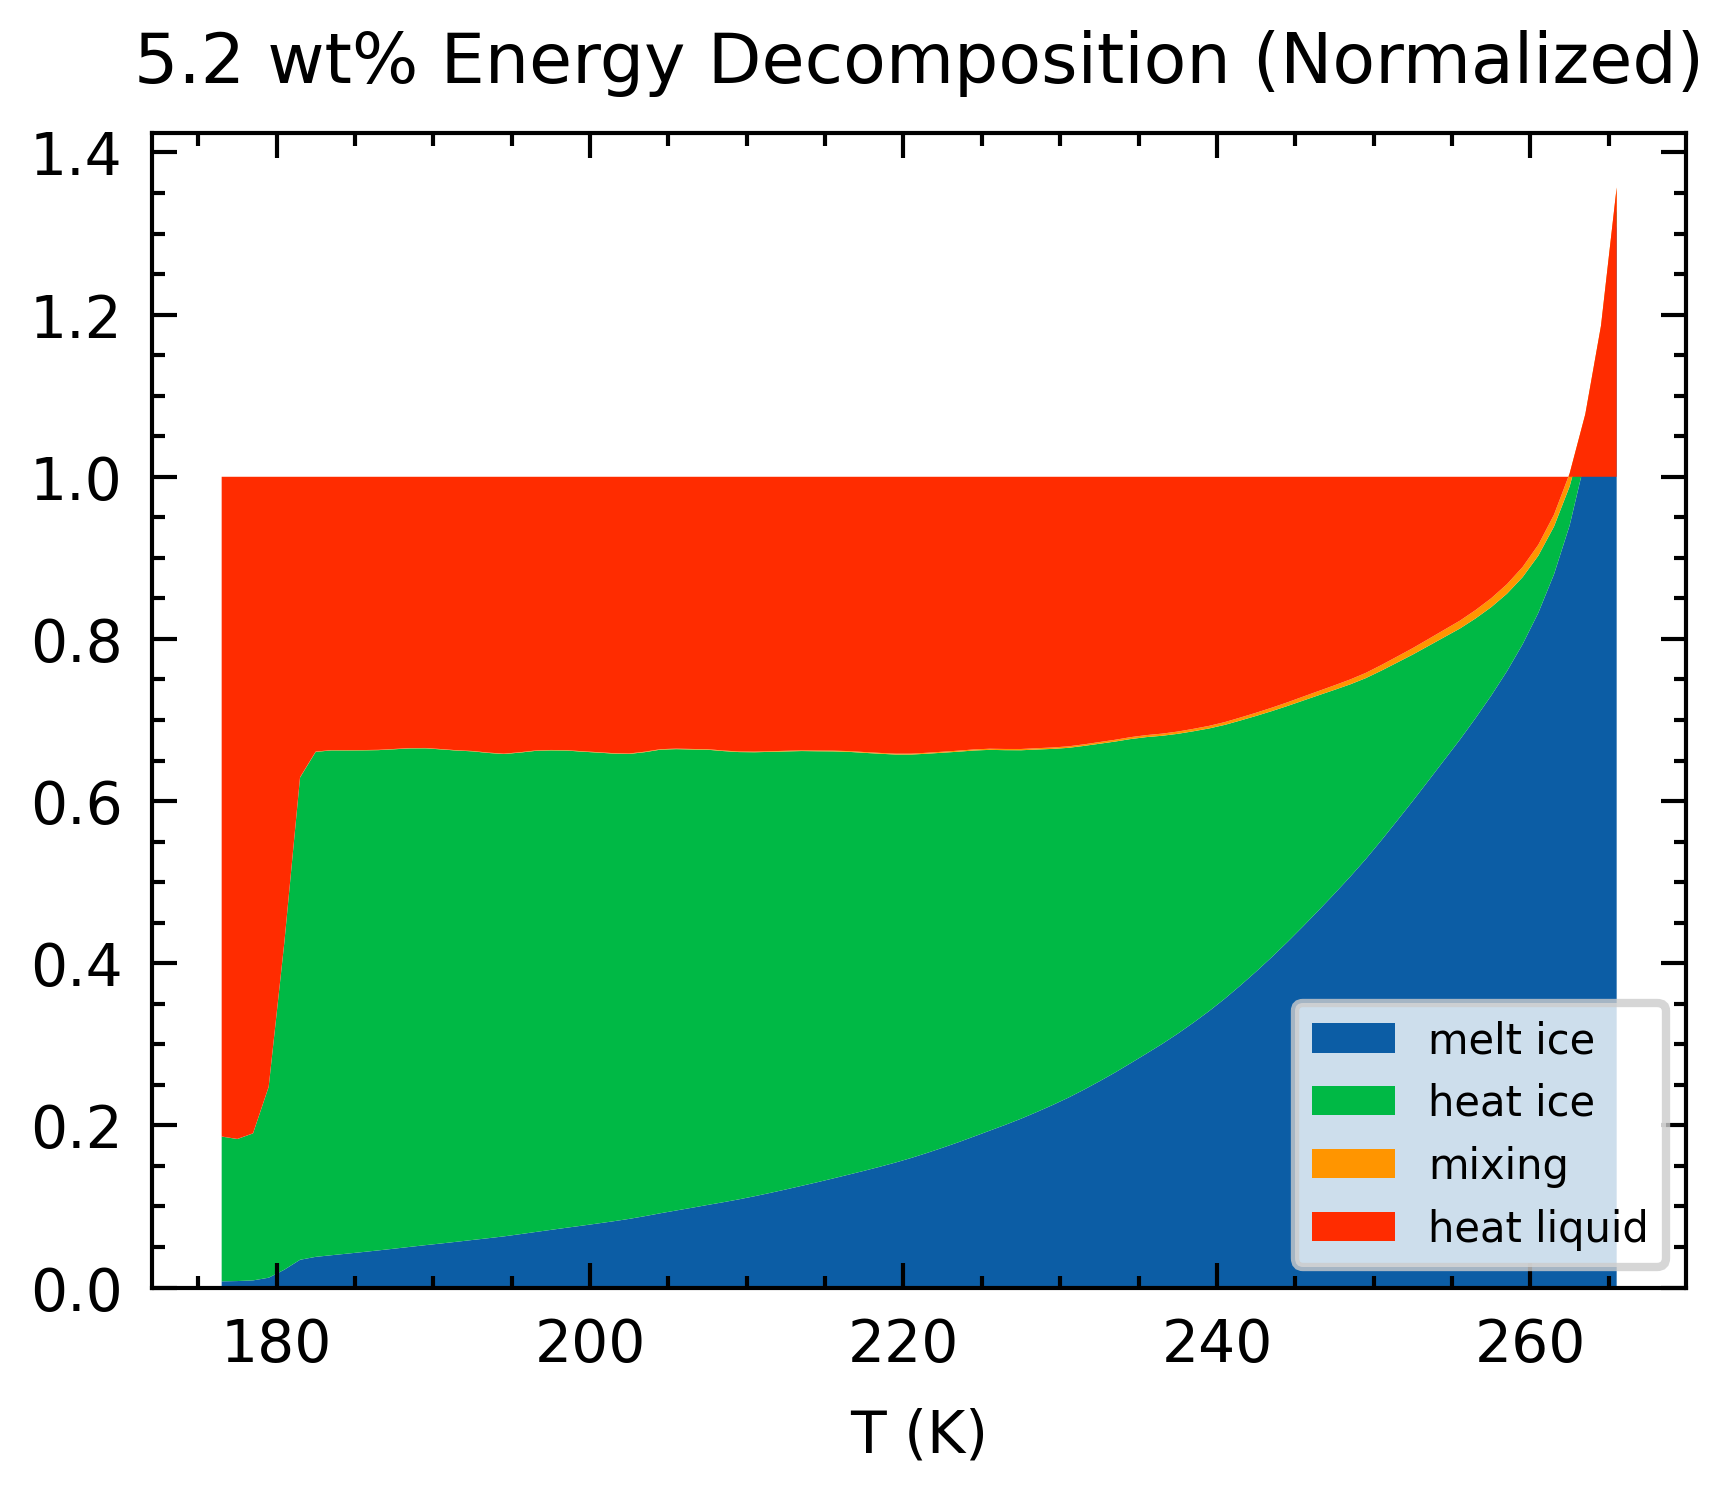 5.2 wt% Energy Decomposition (Normalized)
1.4
1.2
1.0
0.8
0.6
0.4
0.2
0.0
melt ice
heat ice
mixing
heat liquid
180 200 220 240 260
T (K)